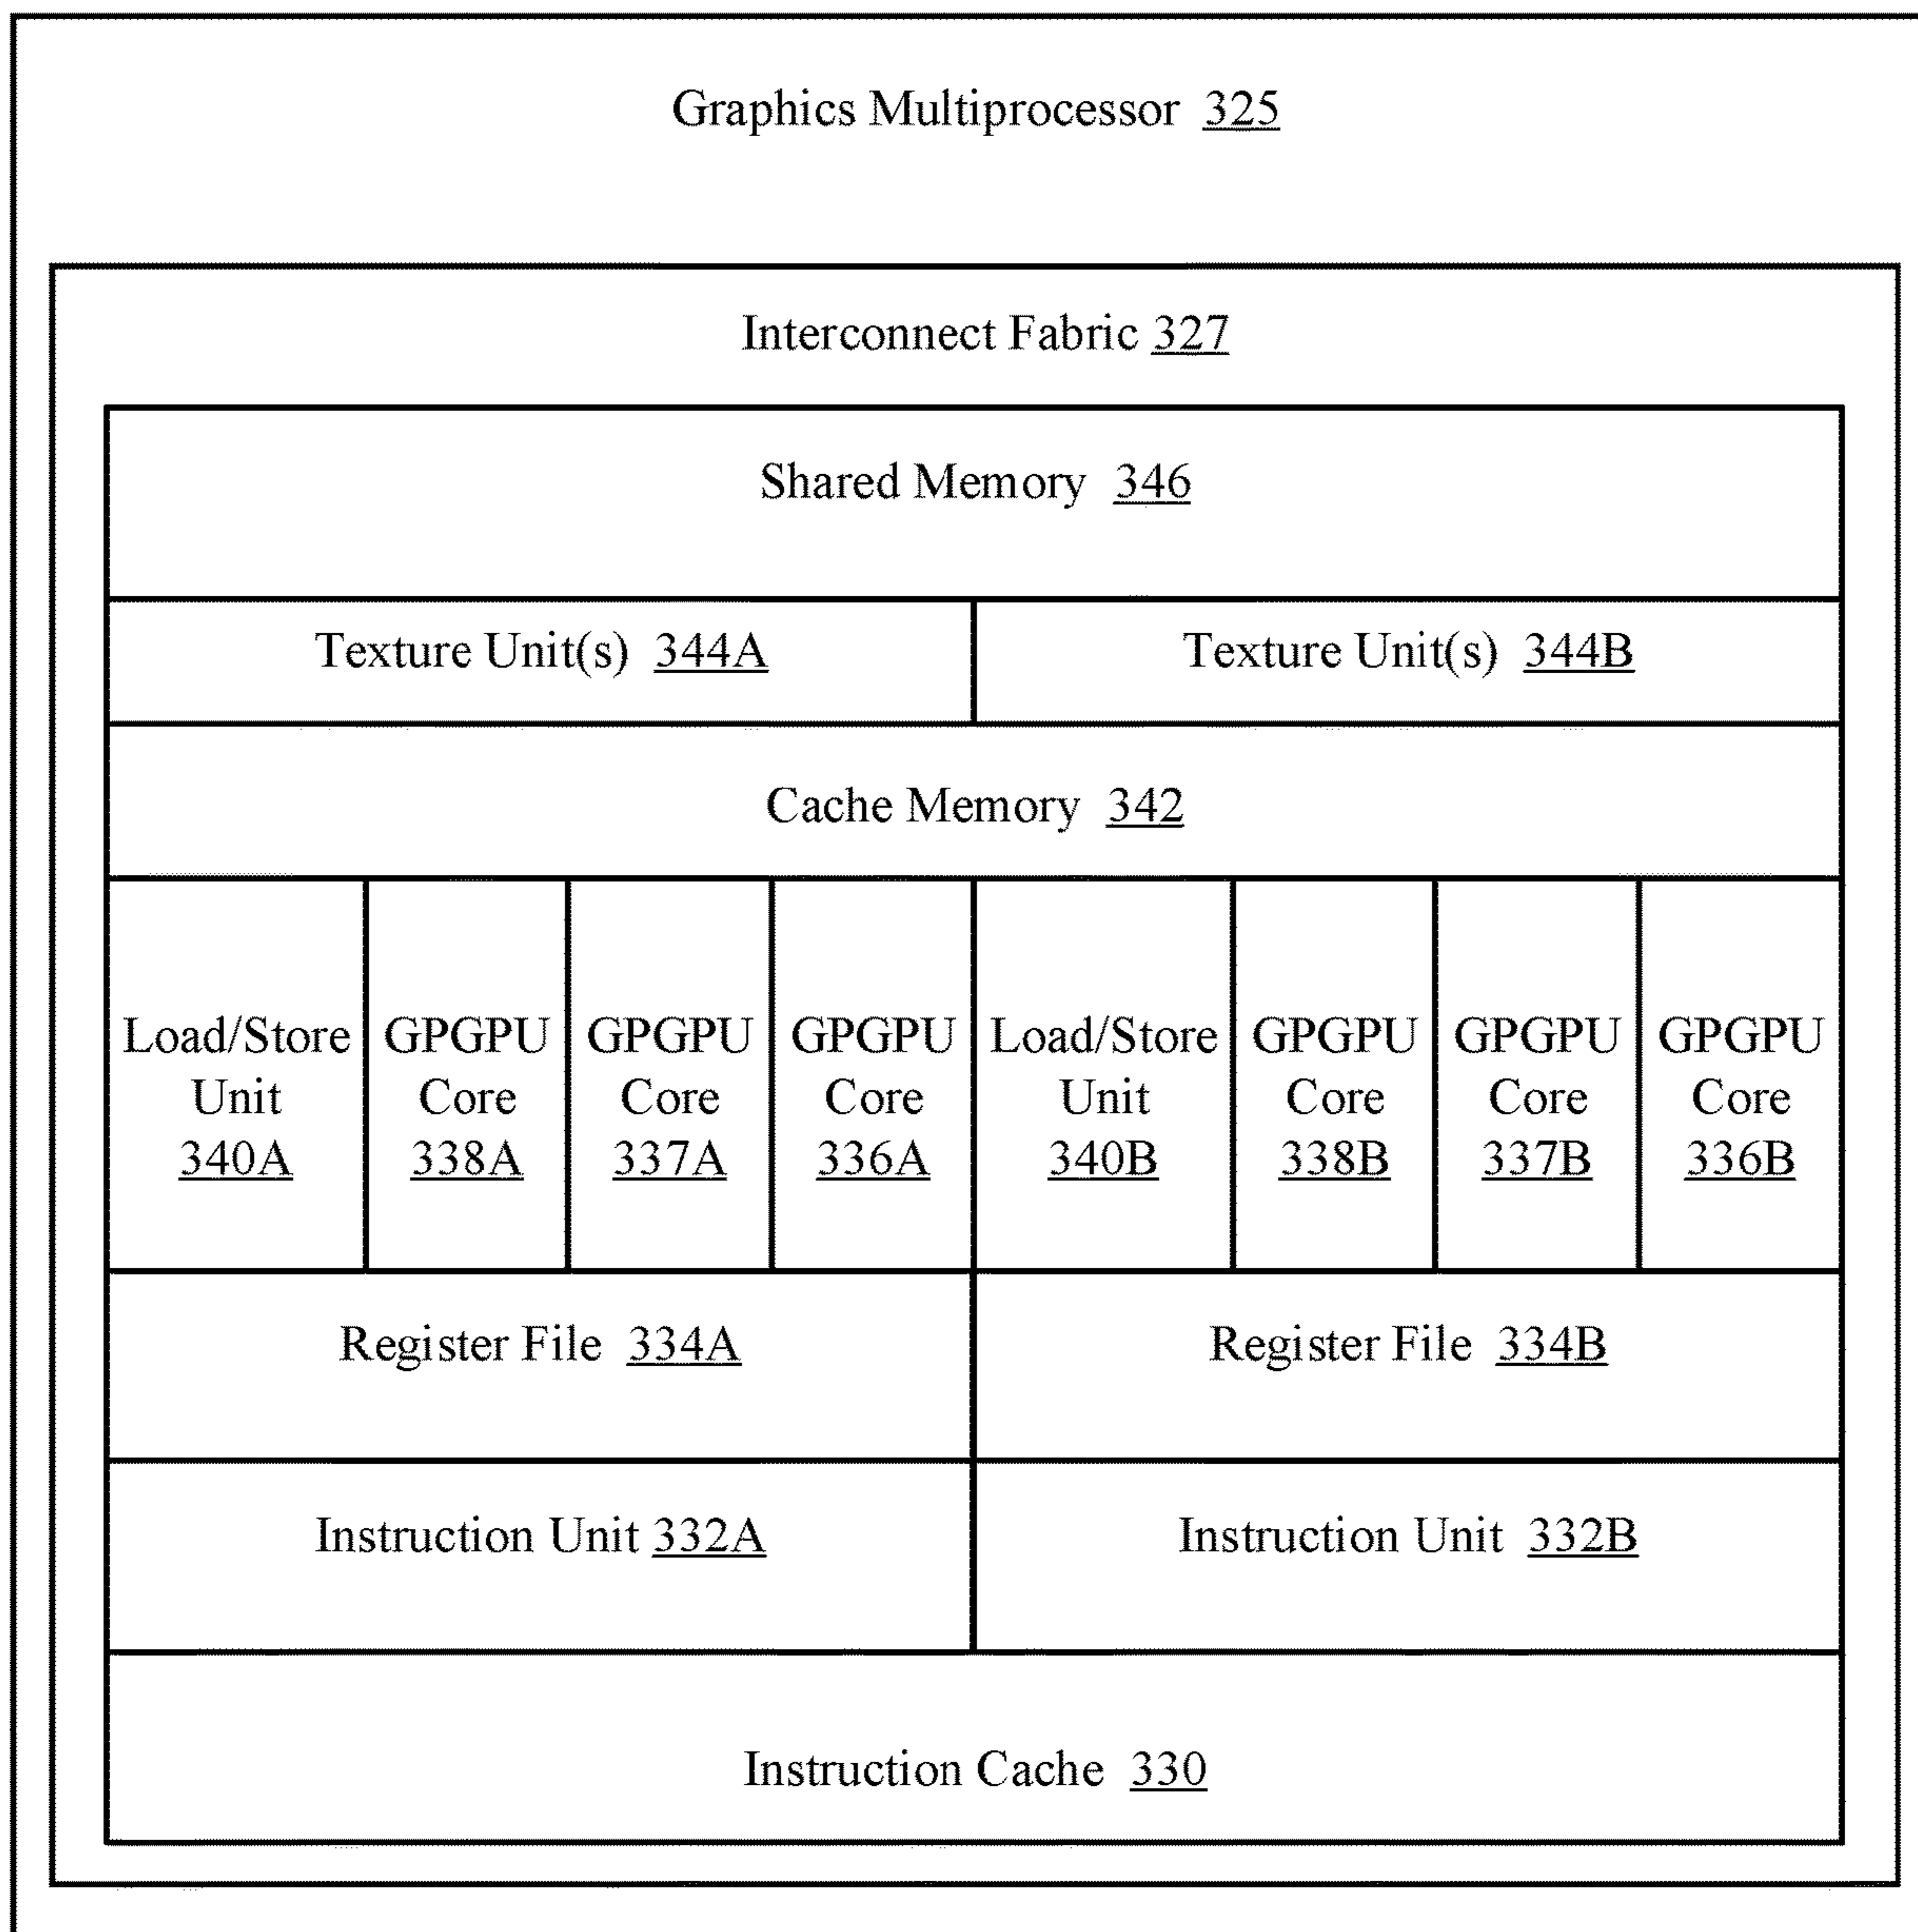 Graphics Multiprocessor 325
Interconnect Fabric 327
Shared Memory 346
Texture Unit(s) 344A
Texture Unit(s) 344B
Cache Memory 342
Load/Store
Unit
340A
GPGPU
Core
338A
GPGPU
Core
337A
GPGPU
Core
336A
Load/Store
Unit
340B
GPGPU
Core
338B
GPGPU
Core
337B
GPGPU
Core
336B
Register File 334A
Register File 334B
Instruction Unit 332A
Instruction Unit 332B
Instruction Cache 330